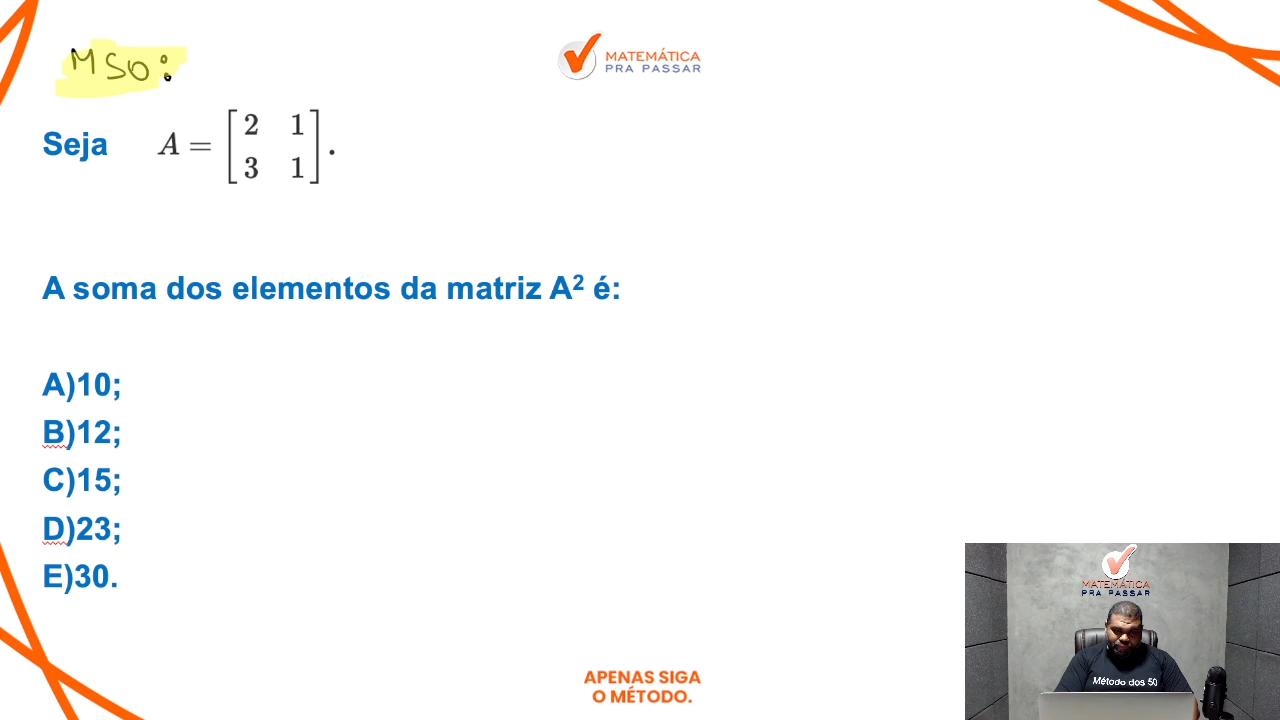 M50:
MATEMÁTICA
PRA PASSAR
Seja A = [2 1
3 1].
A soma dos elementos da matriz A² é:
A)10;
B)12;
C)15;
D)23;
E)30.
MATEMÁTICA
PRA PASSAR
Método dos 50
APENAS SIGA
O MÉTODO.